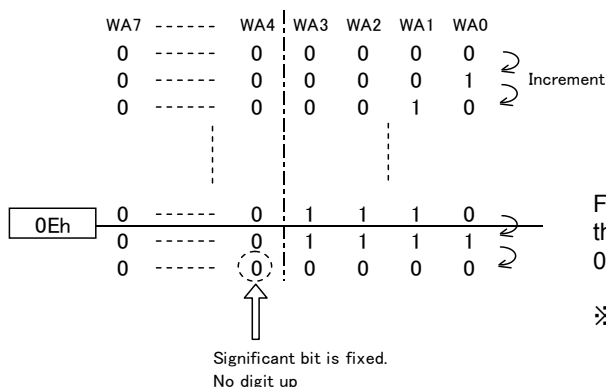 WA7 ------ WA4 WA3 WA2 WA1 WA0
0 ------ 0 0 0 0 0
0 ------ 0 0 0 0 1
Increment
0 ------ 0 0 0 1 0
0 ------ 0 1 1 1 0
0Eh
0 ------ 0 1 1 1 1
0 ------ 0 0 0 0 0
Significant bit is fixed.
No digit up
F
th
0
※